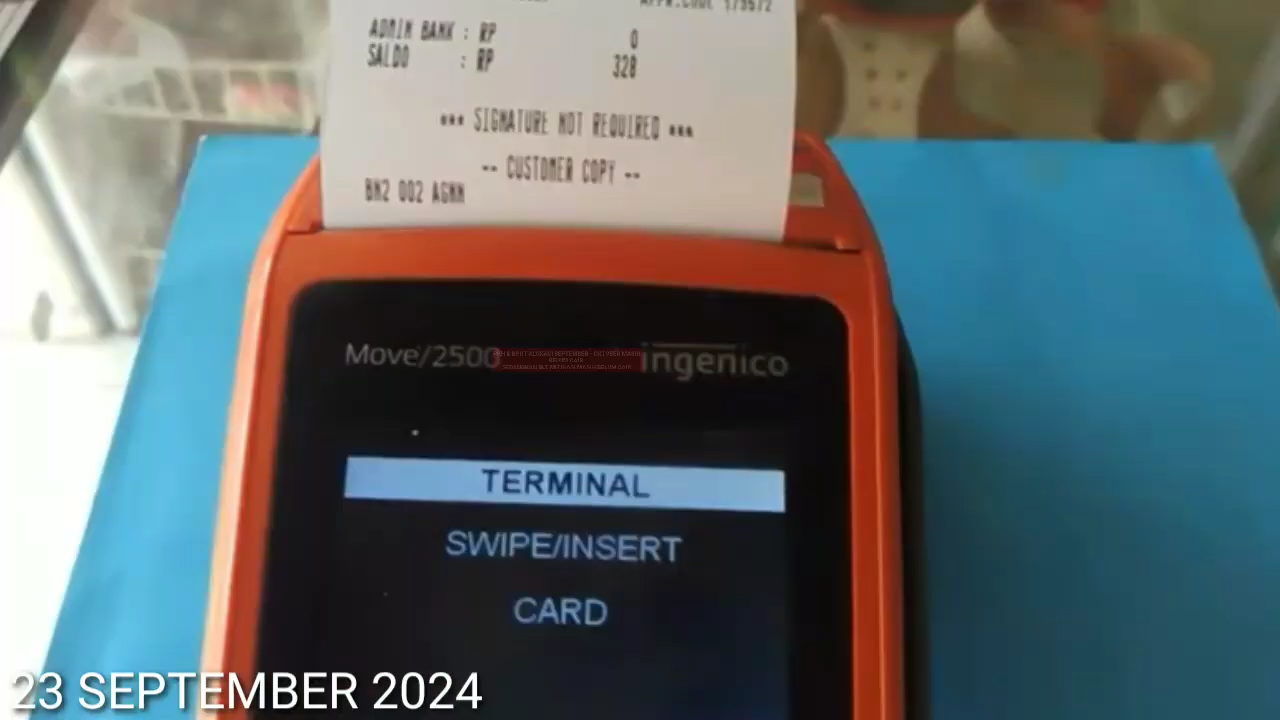 ADMIN BANK : RP 0
SALDO : RP 328
*** SIGNATURE NOT REQUIRED ***
-- CUSTOMER COPY --
BN2 002 AGNN
Move/2500
ingenico
TERMINAL
SWIPE/INSERT
CARD
23 SEPTEMBER 2024